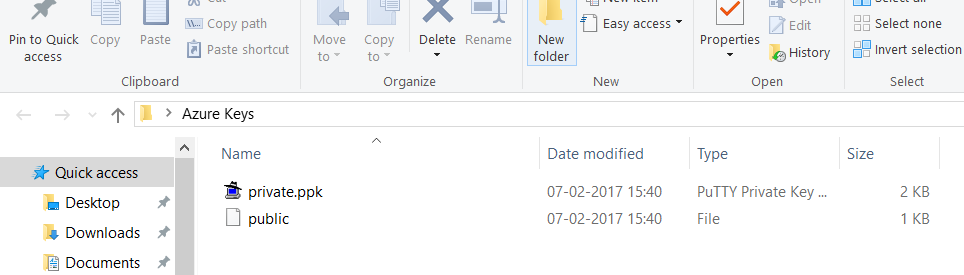 New item
Open
Select all
Cut
Copy path
Paste shortcut
Pin to Quick
access
Copy
Paste
Move
to
Copy
to
Delete
Rename
New
folder
Easy access
Properties
Edit
History
Select none
Invert selection
Clipboard
Organize
New
Open
Select
Azure Keys
Name
Date modified
Type
Size
Quick access
Desktop
Downloads
Documents
private.ppk
07-02-2017 15:40
PuTTY Private Key ...
2 KB
public
07-02-2017 15:40
File
1 KB